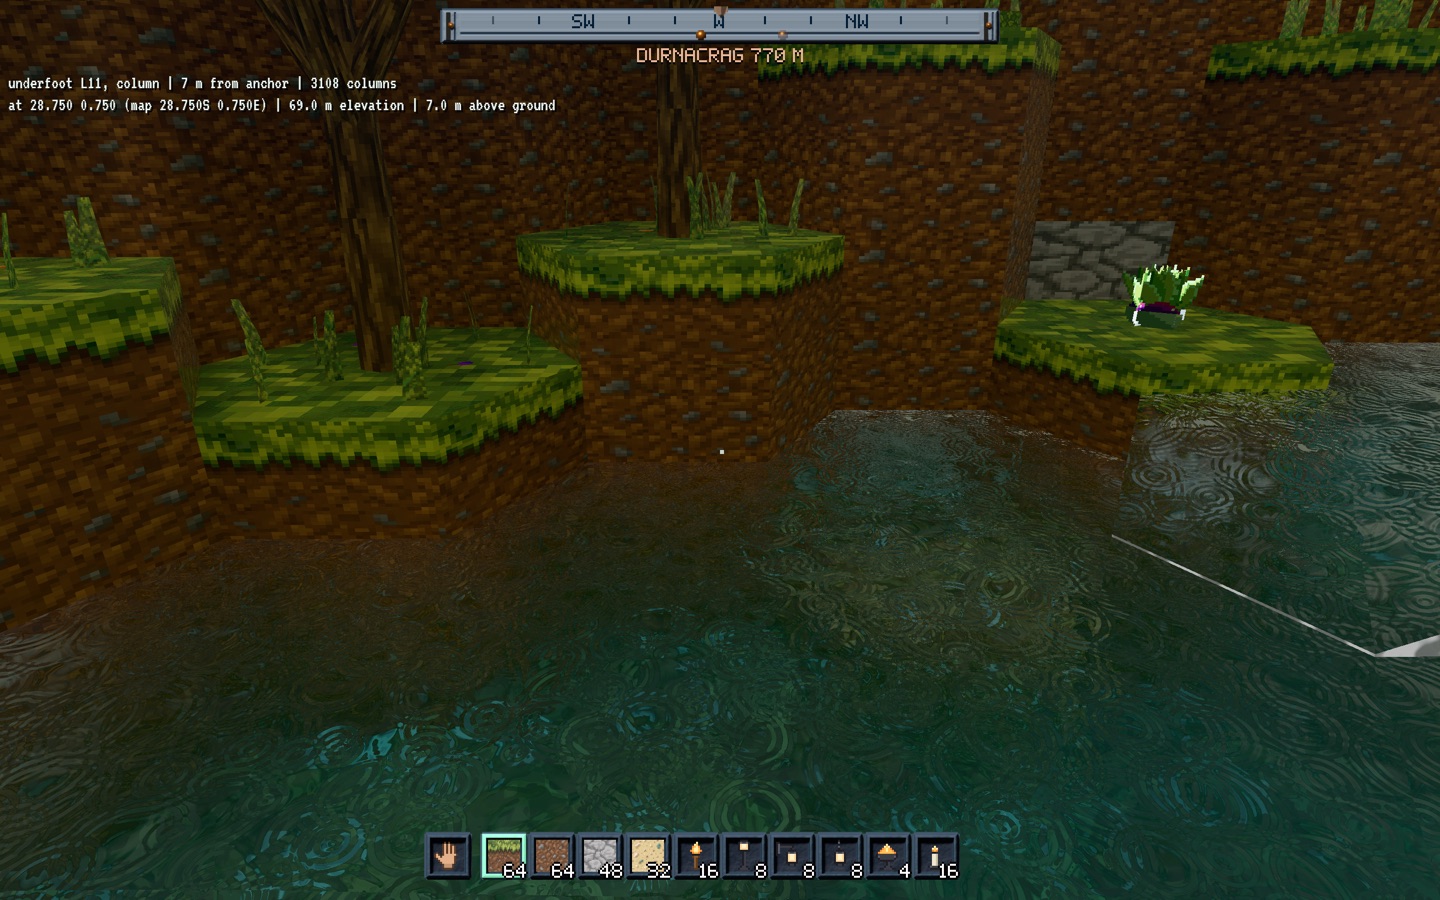 SW W NW
DURNACRAG 770 M
underfoot L11, column | 7 m from anchor | 3108 columns
at 28.750 0.750 (map 28.750S 0.750E) | 69.0 m elevation | 7.0 m above ground
64 64 48 32 16 8 8 8 4 16